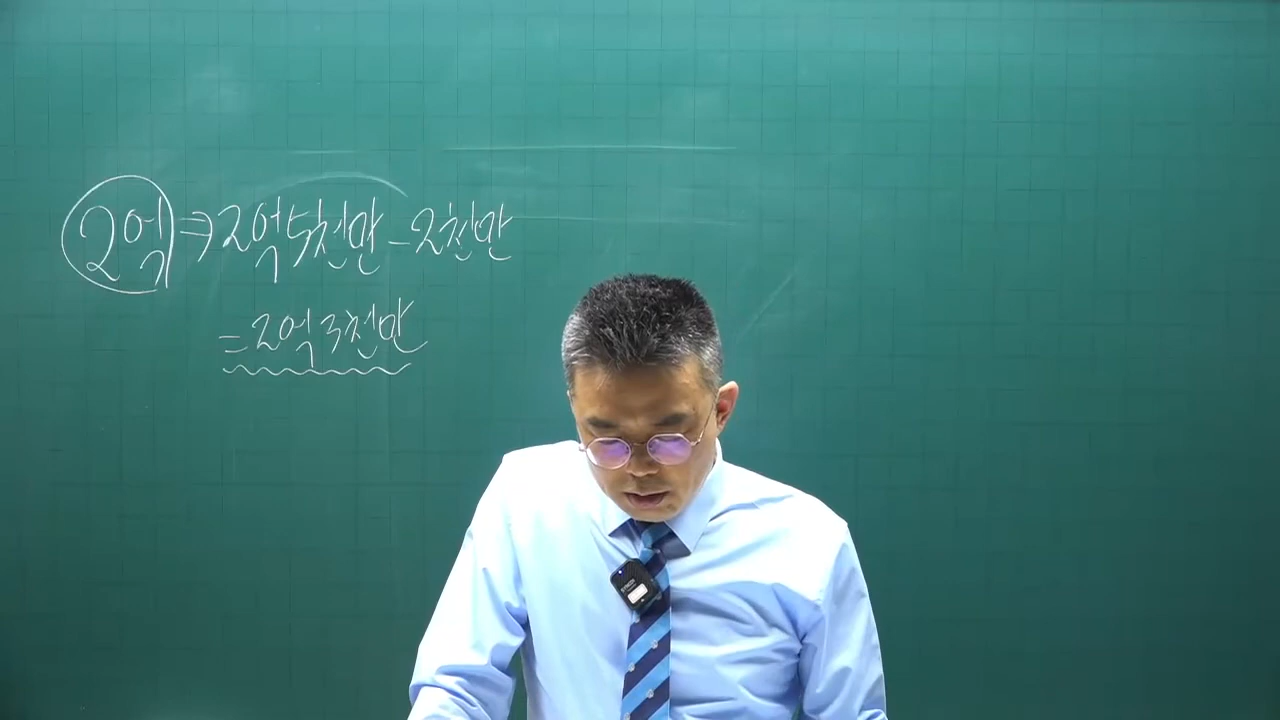 2억 ⇒ 2억 5천만 - 2천만
= 2억 3천만